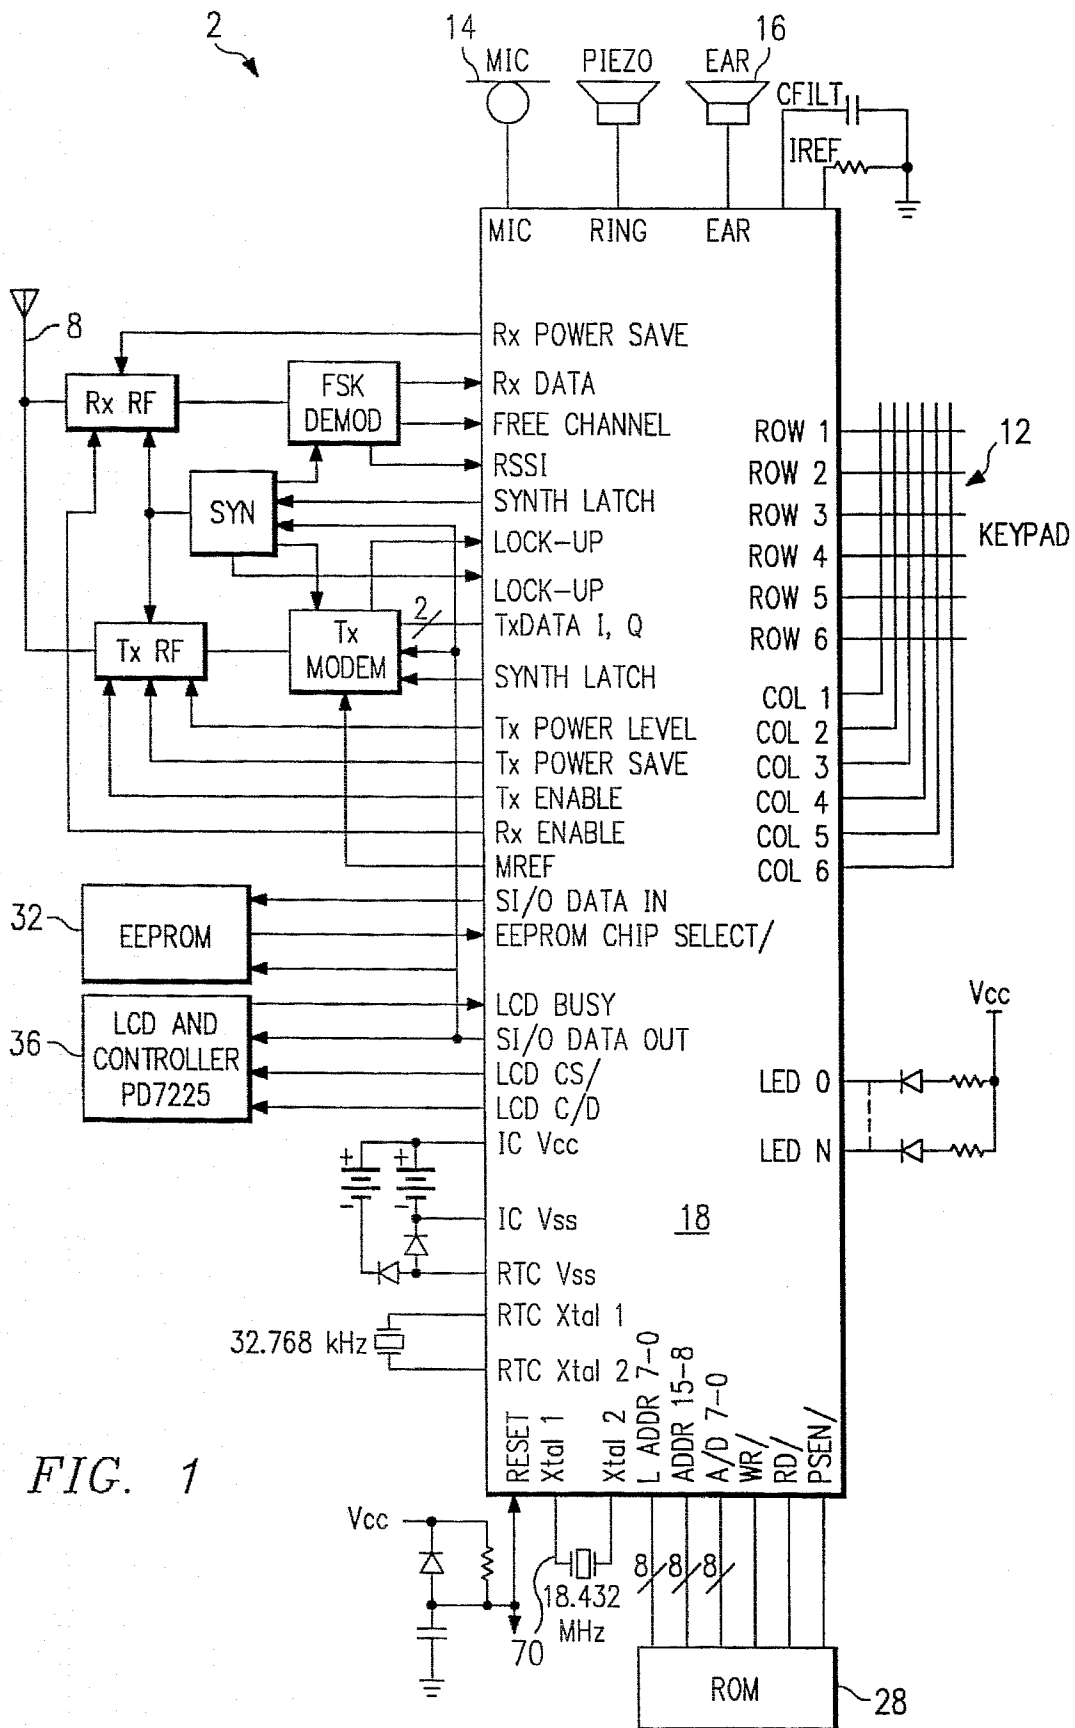 2
14
MIC
PIEZO
EAR
16
CFILT
IREF
MIC
RING
EAR
8
Rx POWER SAVE
Rx RF
FSK
DEMOD
Rx DATA
FREE CHANNEL
RSSI
SYN
SYNTH LATCH
LOCK-UP
LOCK-UP
2
TxDATA I, Q
Tx RF
Tx
MODEM
SYNTH LATCH
Tx POWER LEVEL
Tx POWER SAVE
Tx ENABLE
Rx ENABLE
MREF
ROW 1
ROW 2
ROW 3
ROW 4
ROW 5
ROW 6
12
KEYPAD
COL 1
COL 2
COL 3
COL 4
COL 5
COL 6
32
EEPROM
SI/O DATA IN
EEPROM CHIP SELECT/
36
LCD AND
CONTROLLER
PD7225
LCD BUSY
SI/O DATA OUT
LCD CS/
LCD C/D
Vcc
LED 0
LED N
IC Vcc
+
+
-
-
IC Vss
18
RTC Vss
RTC Xtal 1
32.768 kHz
RTC Xtal 2
RESET
Xtal 1
Xtal 2
L ADDR 7-0
ADDR 15-8
A/D 7-0
WR/
RD/
PSEN/
FIG. 1
Vcc
18.432
MHz
70
8
8
8
ROM
28